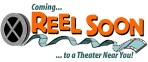 Coming...
REEL SOON
... to a Theater Near You!